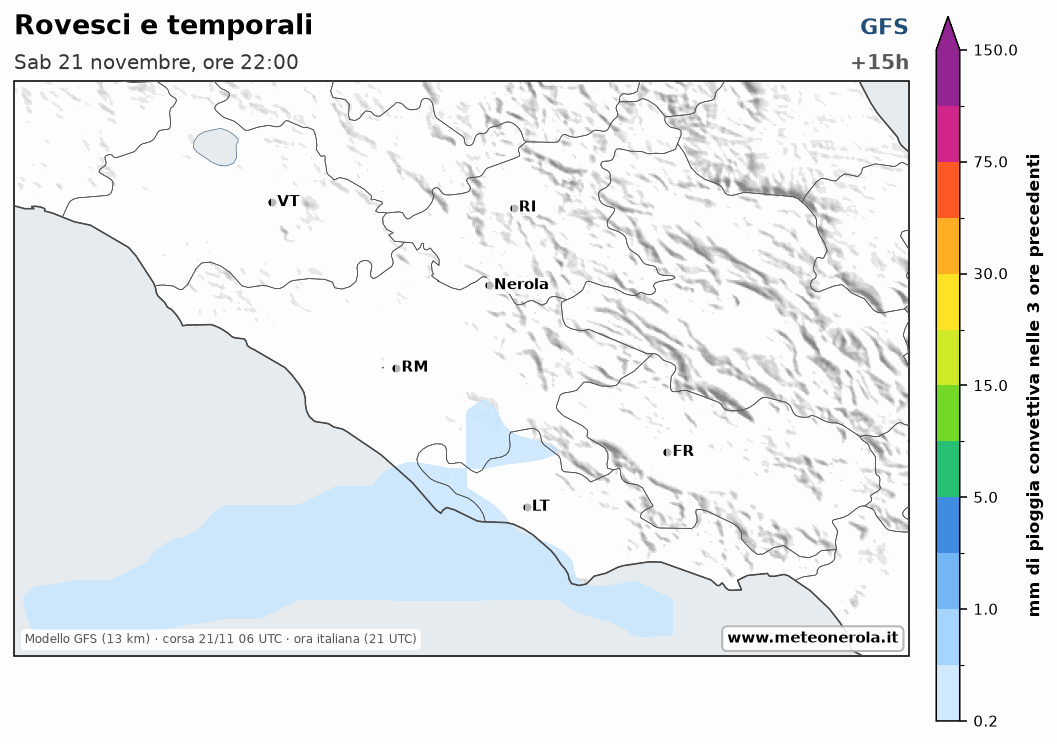 Rovesci e temporali
GFS
Sab 21 novembre, ore 22:00
+15h
150.0
75.0
30.0
15.0
5.0
1.0
0.2
mm di pioggia convettiva nelle 3 ore precedenti
VT
RI
Nerola
RM
FR
LT
Modello GFS (13 km) · corsa 21/11 06 UTC · ora italiana (21 UTC)
www.meteonerola.it